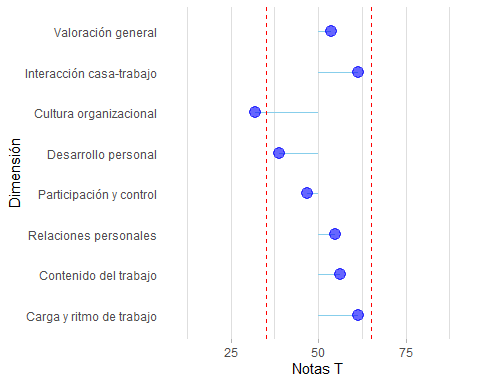 Valoración general
Interacción casa-trabajo
Cultura organizacional
Desarrollo personal
Participación y control
Relaciones personales
Contenido del trabajo
Carga y ritmo de trabajo
Dimensión
25 50 75
Notas T